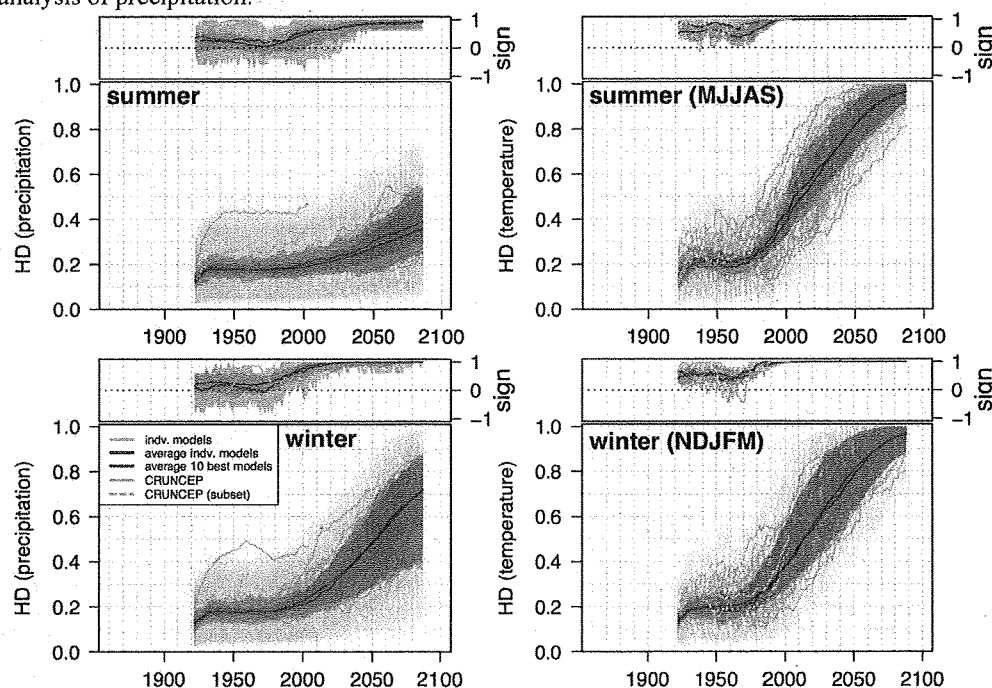 analysis of precipitation.
1
0
−1
sign
1.0
0.8
0.6
0.4
0.2
0.0
HD (precipitation)
summer
1900 1950 2000 2050 2100
1
0
−1
sign
1.0
0.8
0.6
0.4
0.2
0.0
HD (temperature)
summer (MJJAS)
1900 1950 2000 2050 2100
1
0
−1
sign
1.0
0.8
0.6
0.4
0.2
0.0
HD (precipitation)
winter
indv. models
average indv. models
average 10 best models
CRUNCEP
CRUNCEP (subset)
1900 1950 2000 2050 2100
1
0
−1
sign
1.0
0.8
0.6
0.4
0.2
0.0
HD (temperature)
winter (NDJFM)
1900 1950 2000 2050 2100